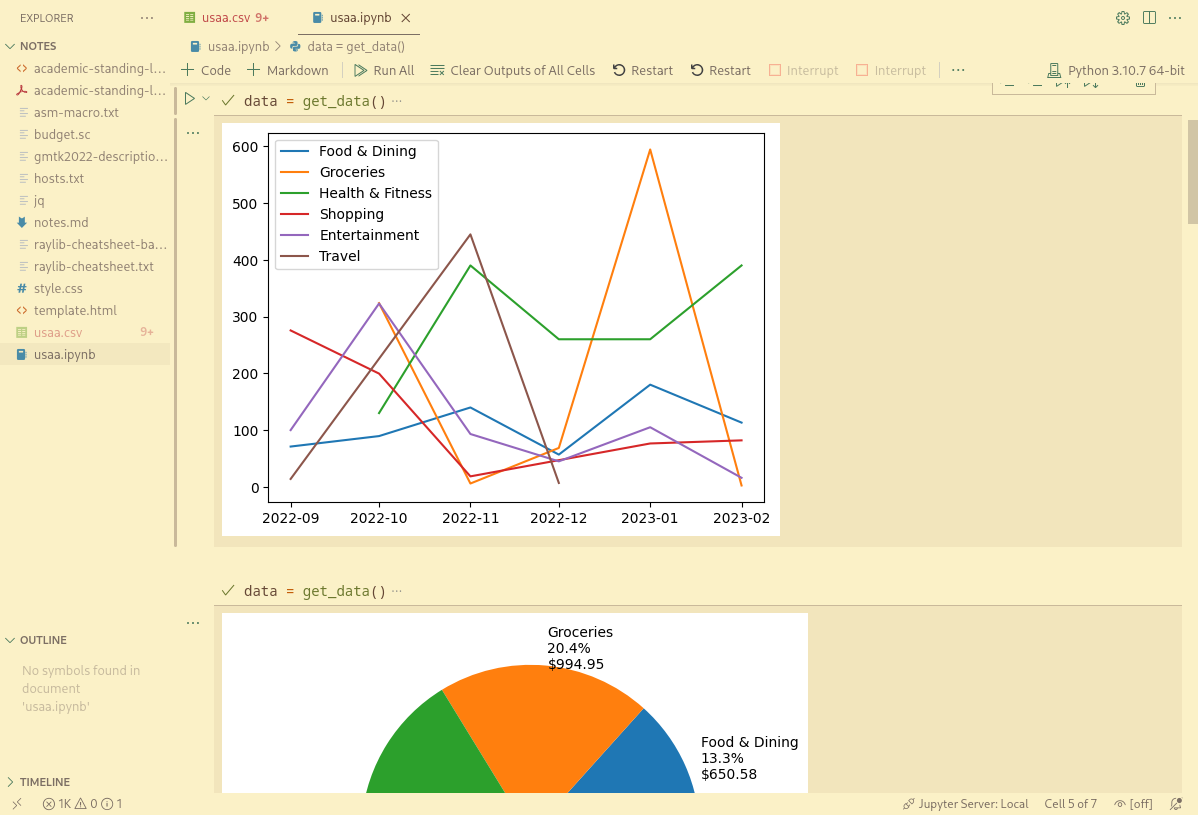 EXPLORER
usaa.csv 9+
usaa.ipynb
NOTES
academic-standing-l...
academic-standing-l...
asm-macro.txt
budget.sc
gmtk2022-descriptio...
hosts.txt
jq
notes.md
raylib-cheatsheet-ba...
raylib-cheatsheet.txt
style.css
template.html
usaa.csv 9+
usaa.ipynb
OUTLINE
No symbols found in
document
'usaa.ipynb'
TIMELINE
usaa.ipynb > data = get_data()
Code Markdown Run All Clear Outputs of All Cells Restart Restart Interrupt Interrupt ... Python 3.10.7 64-bit
data = get_data() ...
600
500
400
300
200
100
0
Food & Dining
Groceries
Health & Fitness
Shopping
Entertainment
Travel
2022-09 2022-10 2022-11 2022-12 2023-01 2023-02
data = get_data() ...
Groceries
20.4%
$994.95
Food & Dining
13.3%
$650.58
1K 0 1 Jupyter Server: Local Cell 5 of 7 [off]